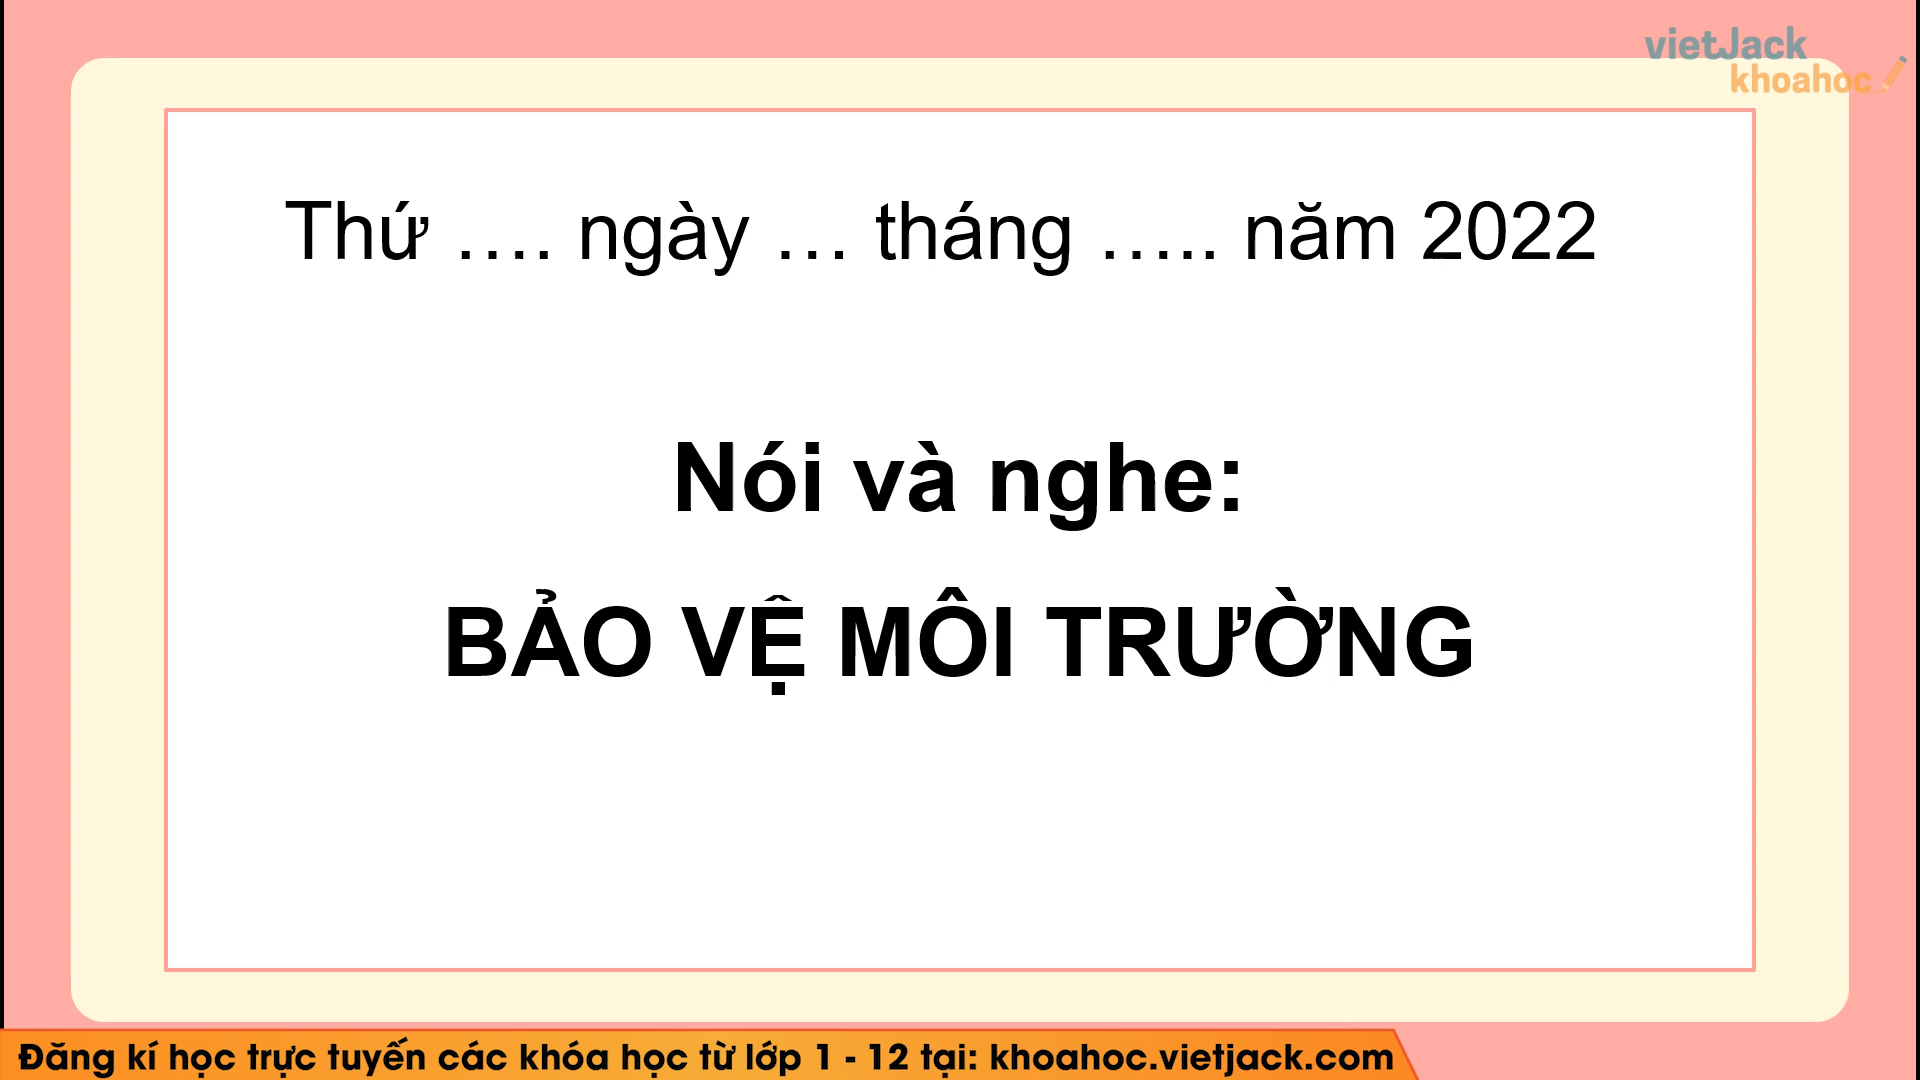 vietJack
khoahoc
Thứ …. ngày … tháng ….. năm 2022
Nói và nghe:
BẢO VỆ MÔI TRƯỜNG
Đăng kí học trực tuyến các khóa học từ lớp 1 - 12 tại: khoahoc.vietjack.com